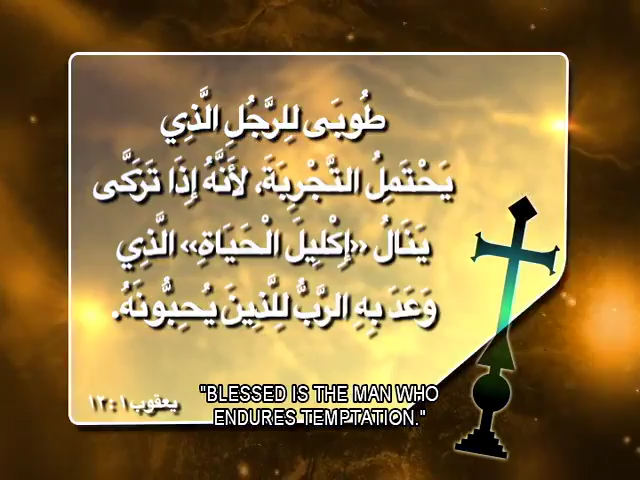 طُوبَى لِلرَّجُلِ الَّذِي
يَحْتَمِلُ التَّجْرِبَةَ، لأَنَّهُ إِذَا تَزَكَّى
يَنَالُ «إِكْلِيلَ الْحَيَاةِ» الَّذِي
وَعَدَ بِهِ الرَّبُّ لِلَّذِينَ يُحِبُّونَهُ.
يعقوب ١ : ١٢
"BLESSED IS THE MAN WHO
ENDURES TEMPTATION."